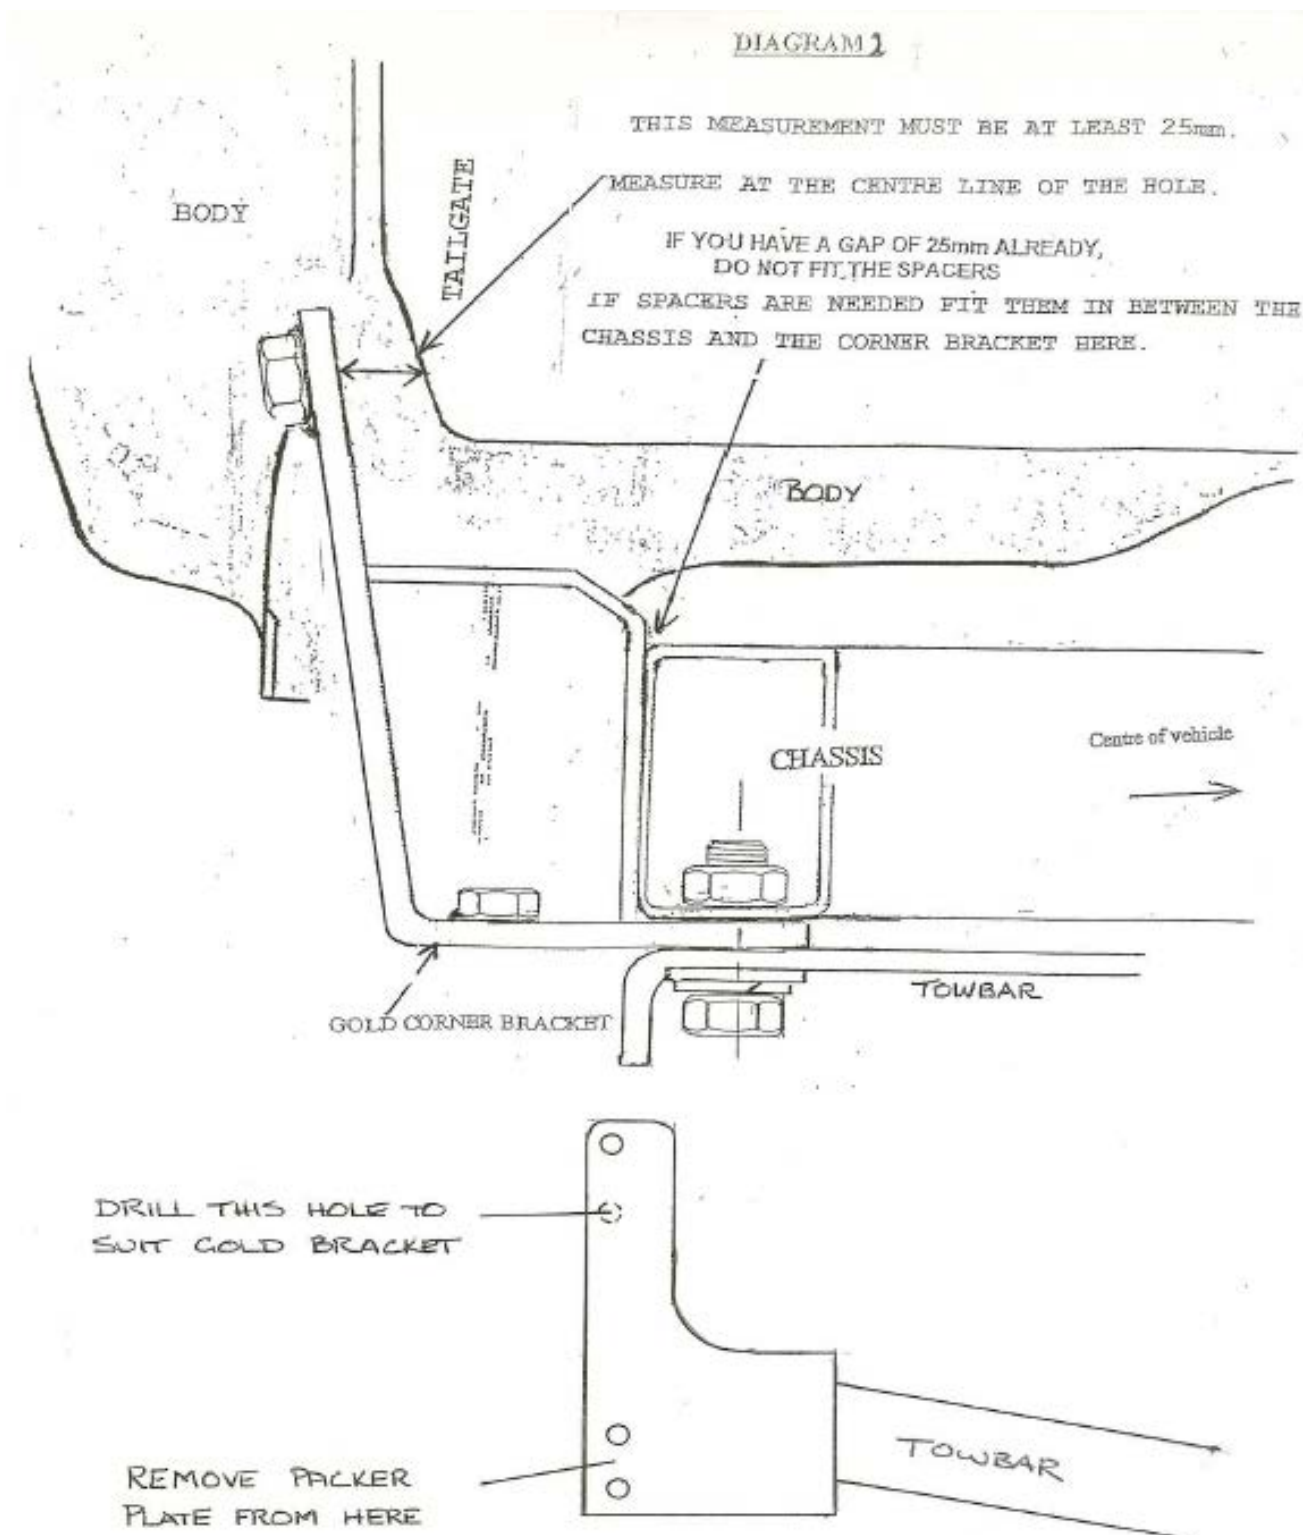 DIAGRAM 2
THIS MEASUREMENT MUST BE AT LEAST 25mm.
MEASURE AT THE CENTRE LINE OF THE HOLE.
BODY
TAILGATE
IF YOU HAVE A GAP OF 25mm ALREADY,
DO NOT FIT THE SPACERS
IF SPACERS ARE NEEDED FIT THEM IN BETWEEN THE
CHASSIS AND THE CORNER BRACKET HERE.
BODY
Centre of vehicle
CHASSIS
TOWBAR
GOLD CORNER BRACKET
DRILL THIS HOLE TO
SUIT GOLD BRACKET
TOWBAR
REMOVE PACKER
PLATE FROM HERE